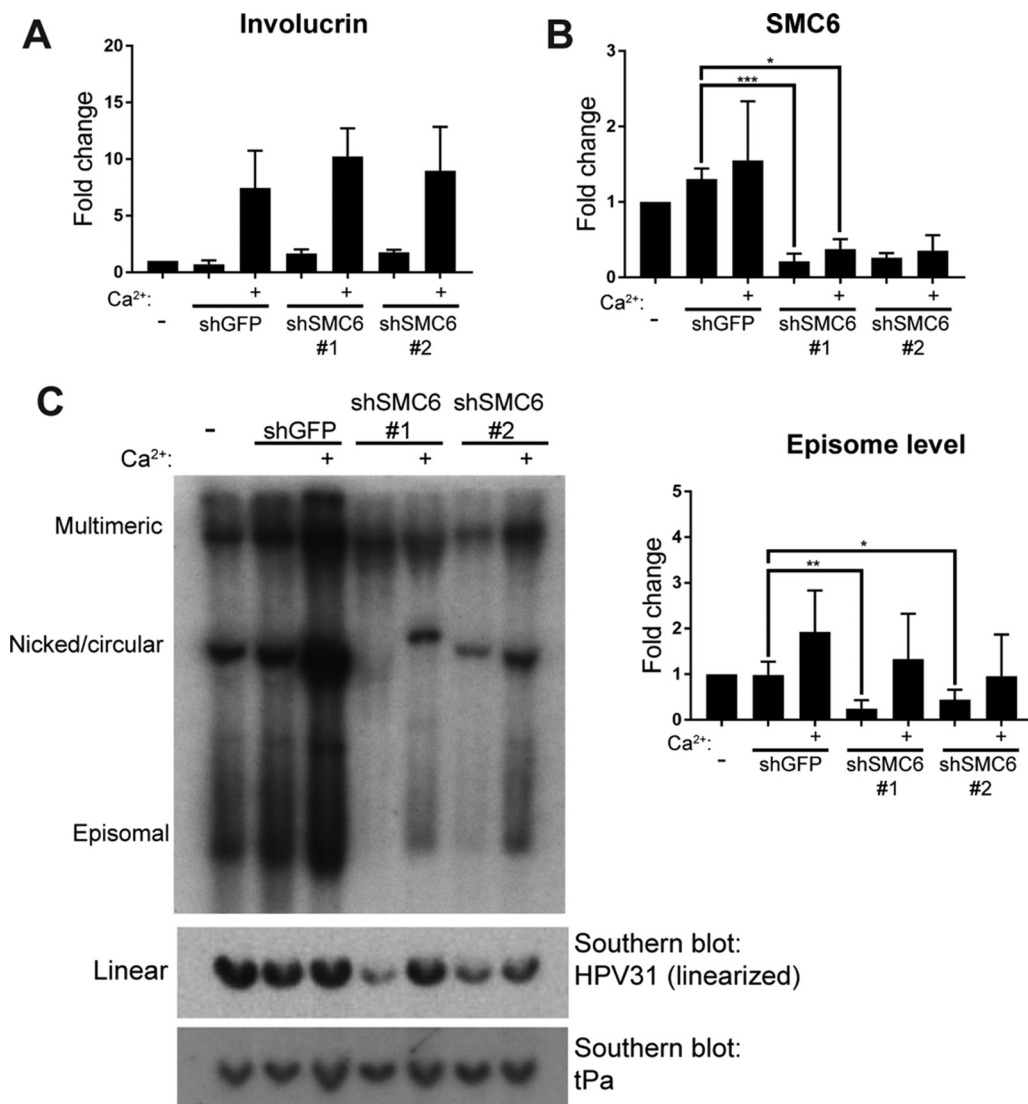 A
Involucrin
Fold change
20
15
10
5
0
Ca²⁺:
+
+
+
-
shGFP
shSMC6
#1
shSMC6
#2
B
SMC6
Fold change
3
2
1
0
*
***
Ca²⁺:
+
+
+
-
shGFP
shSMC6
#1
shSMC6
#2
C
-
shGFP
shSMC6
#1
shSMC6
#2
Ca²⁺:
+
+
+
Multimeric
Nicked/circular
Episomal
Linear
Southern blot:
HPV31 (linearized)
Southern blot:
tPa
Episome level
Fold change
5
4
3
2
1
0
*
**
Ca²⁺:
+
+
+
-
shGFP
shSMC6
#1
shSMC6
#2